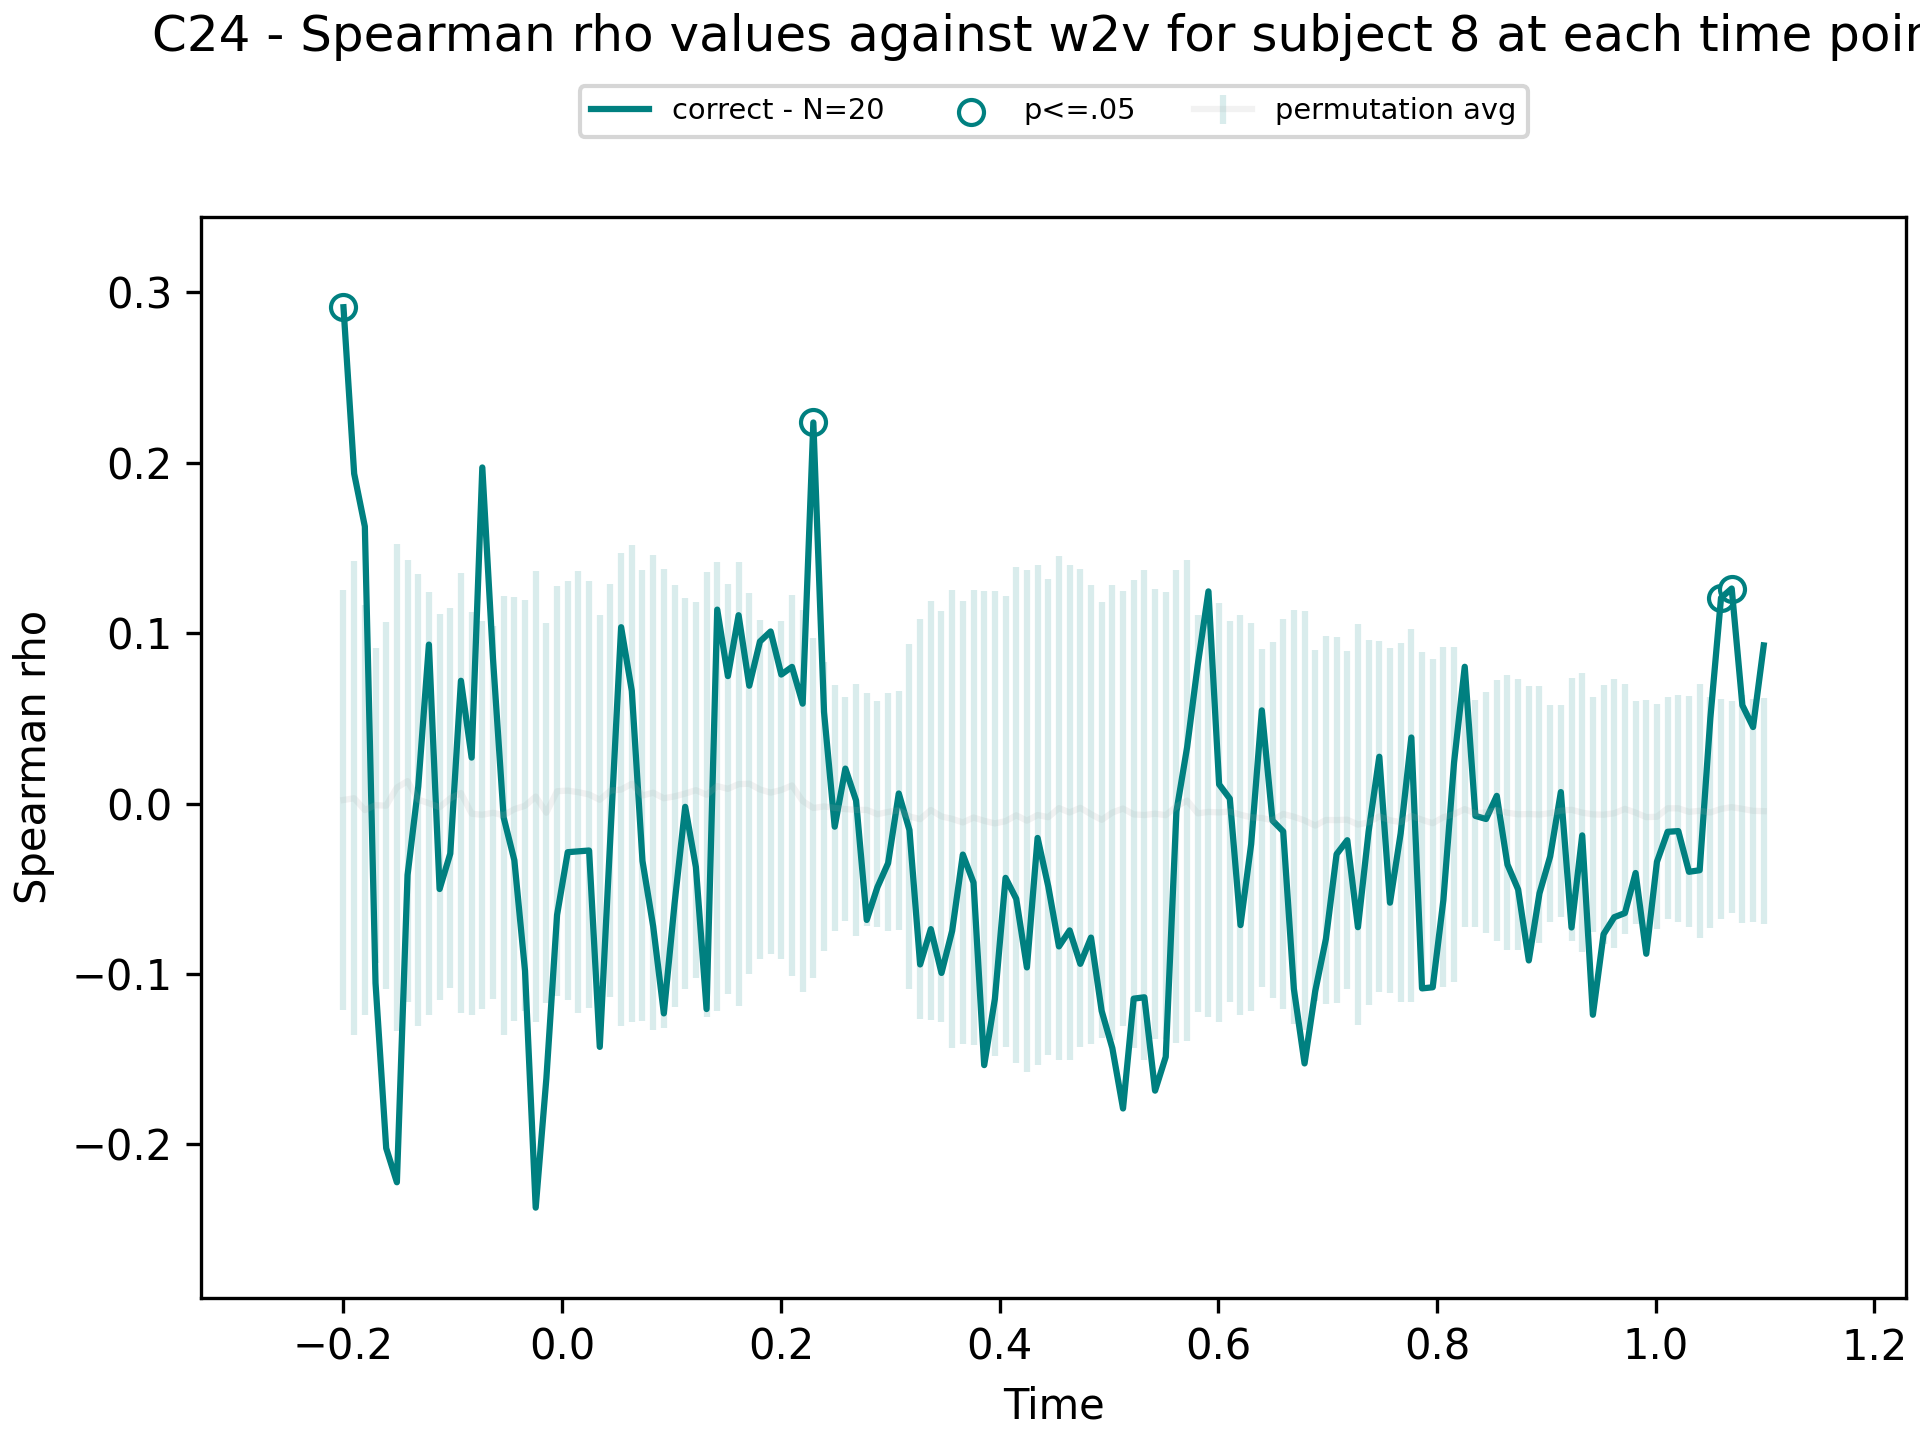 C24 - Spearman rho values against w2v for subject 8 at each time poin
correct - N=20 p<=.05 permutation avg
0.3
0.2
0.1
0.0
−0.1
−0.2
Spearman rho
−0.2 0.0 0.2 0.4 0.6 0.8 1.0 1.2
Time